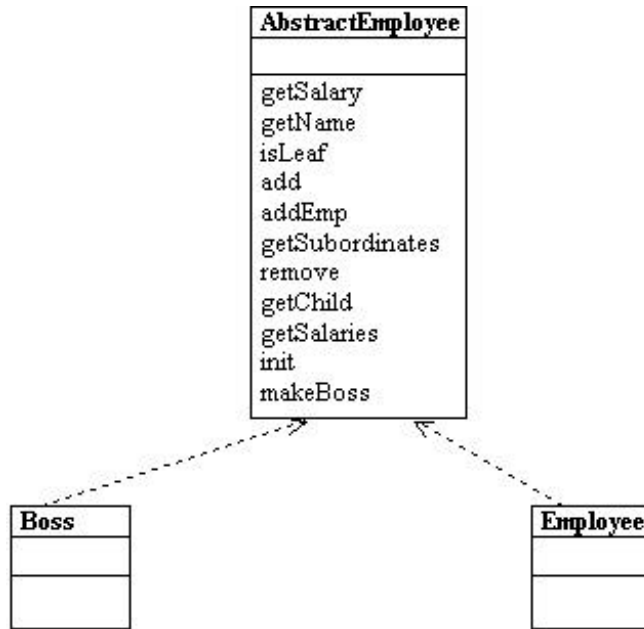 AbstractEmployee
getSalary
getName
isLeaf
add
addEmp
getSubordinates
remove
getChild
getSalaries
init
makeBoss
Boss
Employee